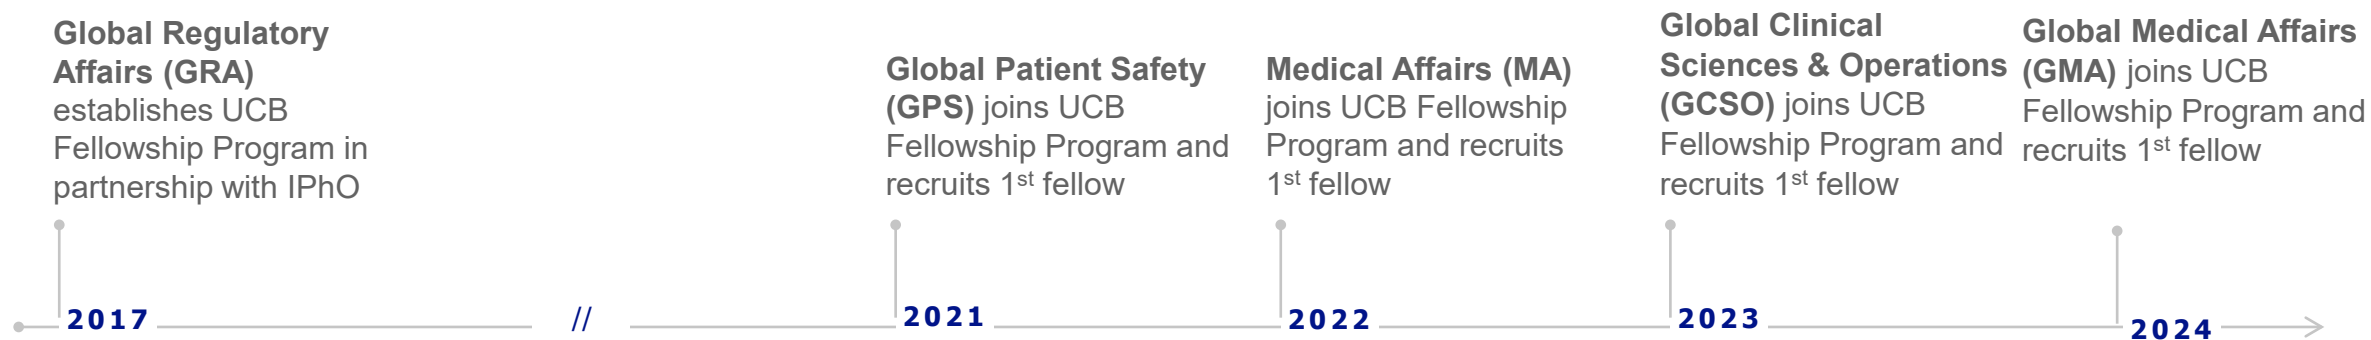 Global Regulatory
Affairs (GRA)
establishes UCB
Fellowship Program in
partnership with IPhO
Global Patient Safety
(GPS) joins UCB
Fellowship Program and
recruits 1st fellow
Medical Affairs (MA)
joins UCB Fellowship
Program and recruits
1st fellow
Global Clinical
Sciences & Operations
(GCSO) joins UCB
Fellowship Program and
recruits 1st fellow
Global Medical Affairs
(GMA) joins UCB
Fellowship Program and
recruits 1st fellow
2017
//
2021
2022
2023
2024